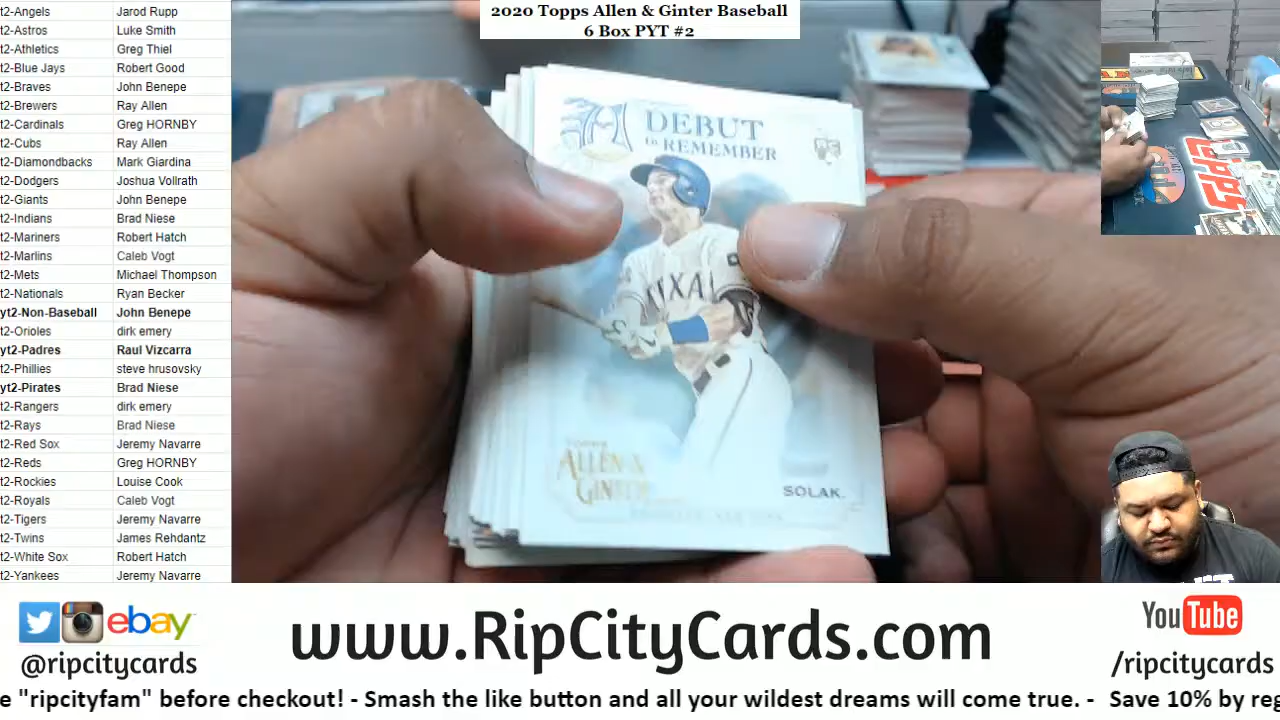 2020 Topps Allen & Ginter Baseball
6 Box PYT #2
t2-Angels Jarod Rupp
t2-Astros Luke Smith
t2-Athletics Greg Thiel
t2-Blue Jays Robert Good
t2-Braves John Benepe
t2-Brewers Ray Allen
t2-Cardinals Greg HORNBY
t2-Cubs Ray Allen
t2-Diamondbacks Mark Giardina
t2-Dodgers Joshua Vollrath
t2-Giants John Benepe
t2-Indians Brad Niese
t2-Mariners Robert Hatch
t2-Marlins Caleb Vogt
t2-Mets Michael Thompson
t2-Nationals Ryan Becker
yt2-Non-Baseball John Benepe
t2-Orioles dirk emery
yt2-Padres Raul Vizcarra
t2-Phillies steve hrusovsky
yt2-Pirates Brad Niese
t2-Rangers dirk emery
t2-Rays Brad Niese
t2-Red Sox Jeremy Navarre
t2-Reds Greg HORNBY
t2-Rockies Louise Cook
t2-Royals Caleb Vogt
t2-Tigers Jeremy Navarre
t2-Twins James Rehdantz
t2-White Sox Robert Hatch
t2-Yankees Jeremy Navarre
DEBUT
to REMEMBER
RC
TEXAS
TOPPS
ALLEN &
GINTER
SOLAK
TOPPS
ebay
@ripcitycards
www.RipCityCards.com
YouTube
/ripcitycards
e "ripcityfam" before checkout! - Smash the like button and all your wildest dreams will come true. - Save 10% by reg